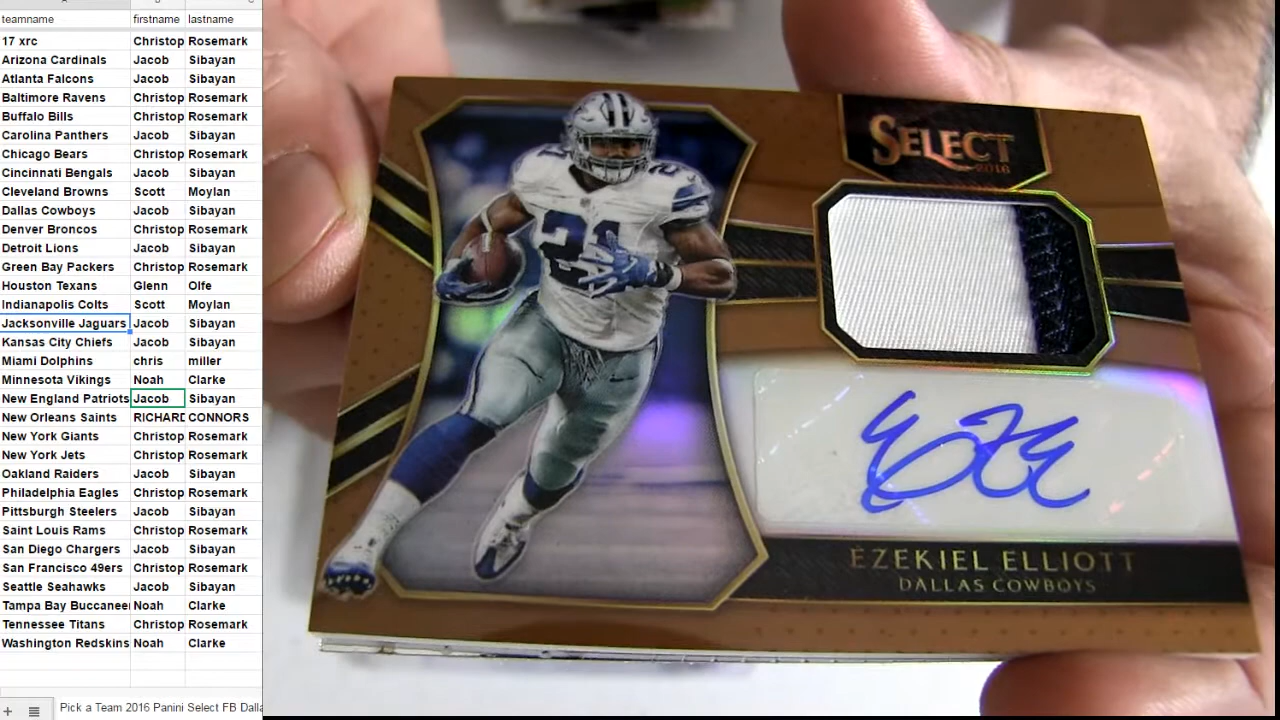 teamname firstname lastname
17 xrc Christop Rosemark
Arizona Cardinals Jacob Sibayan
Atlanta Falcons Jacob Sibayan
Baltimore Ravens Christop Rosemark
Buffalo Bills Christop Rosemark
Carolina Panthers Jacob Sibayan
Chicago Bears Christop Rosemark
Cincinnati Bengals Jacob Sibayan
Cleveland Browns Scott Moylan
Dallas Cowboys Jacob Sibayan
Denver Broncos Christop Rosemark
Detroit Lions Jacob Sibayan
Green Bay Packers Christop Rosemark
Houston Texans Glenn Olfe
Indianapolis Colts Scott Moylan
Jacksonville Jaguars Jacob Sibayan
Kansas City Chiefs Jacob Sibayan
Miami Dolphins chris miller
Minnesota Vikings Noah Clarke
New England Patriots Jacob Sibayan
New Orleans Saints RICHARD CONNORS
New York Giants Christop Rosemark
New York Jets Christop Rosemark
Oakland Raiders Jacob Sibayan
Philadelphia Eagles Christop Rosemark
Pittsburgh Steelers Jacob Sibayan
Saint Louis Rams Christop Rosemark
San Diego Chargers Jacob Sibayan
San Francisco 49ers Christop Rosemark
Seattle Seahawks Jacob Sibayan
Tampa Bay Buccanee Noah Clarke
Tennessee Titans Christop Rosemark
Washington Redskins Noah Clarke
Pick a Team 2016 Panini Select FB Dalla
SELECT
2016
21
21
EZEKIEL ELLIOTT
DALLAS COWBOYS